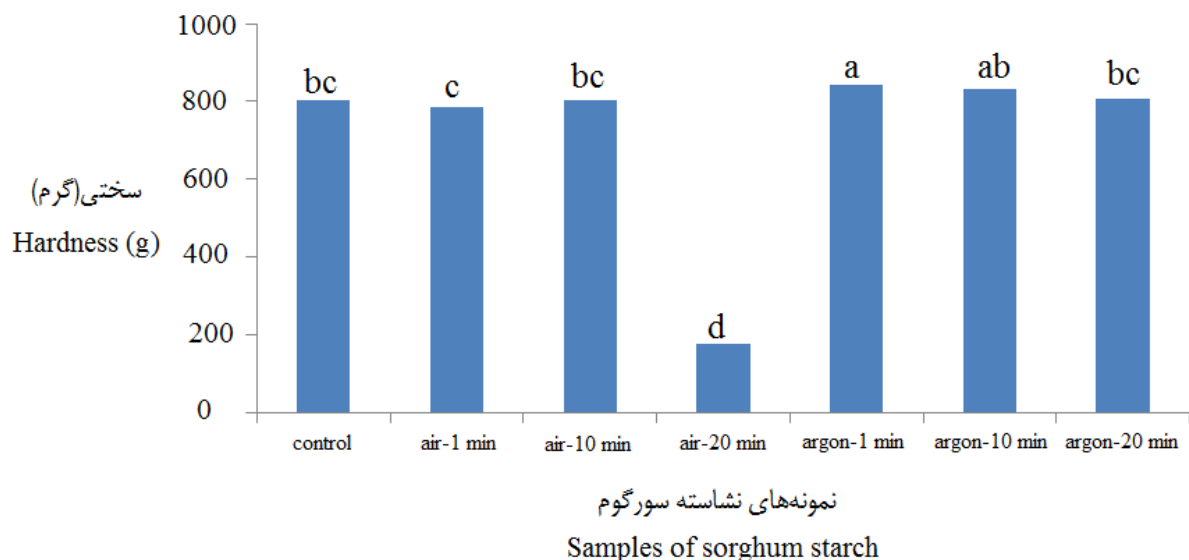 1000
800
600
400
200
0
سختی(گرم)
Hardness (g)
bc
c
bc
d
a
ab
bc
control
air-1 min
air-10 min
air-20 min
argon-1 min
argon-10 min
argon-20 min
نمونه‌های نشاسته سورگوم
Samples of sorghum starch